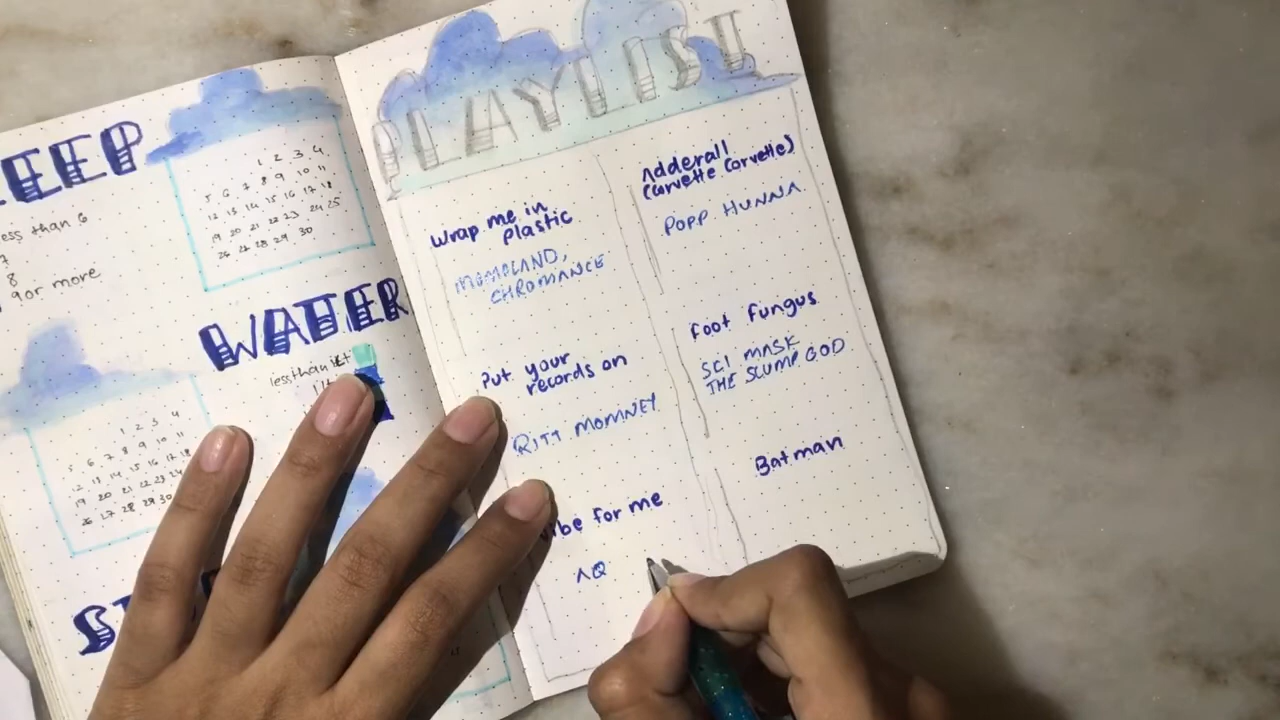 EEP
ess than 6
7
8
9 or more
1 2 3 4
5 6 7 8 9 10 11
12 13 14 15 16 17 18
19 20 21 22 23 24 25
26 27 28 29 30
WATER
less than 1Lt
1 2 3 4
5 6 7 8 9 10 11
12 13 14 15 16 17 18
19 20 21 22 23 24
26 27 28 29 30
PLAYLIST
Wrap me in
plastic
MOMOLAND,
CHROMANCE
Put your
records on
RITT MOMNEY
vibe for me
Adderall
(corvette corvette)
POPP HUNNA
Foot Fungus
SCI MASK
THE SLUMP GOD
Batman